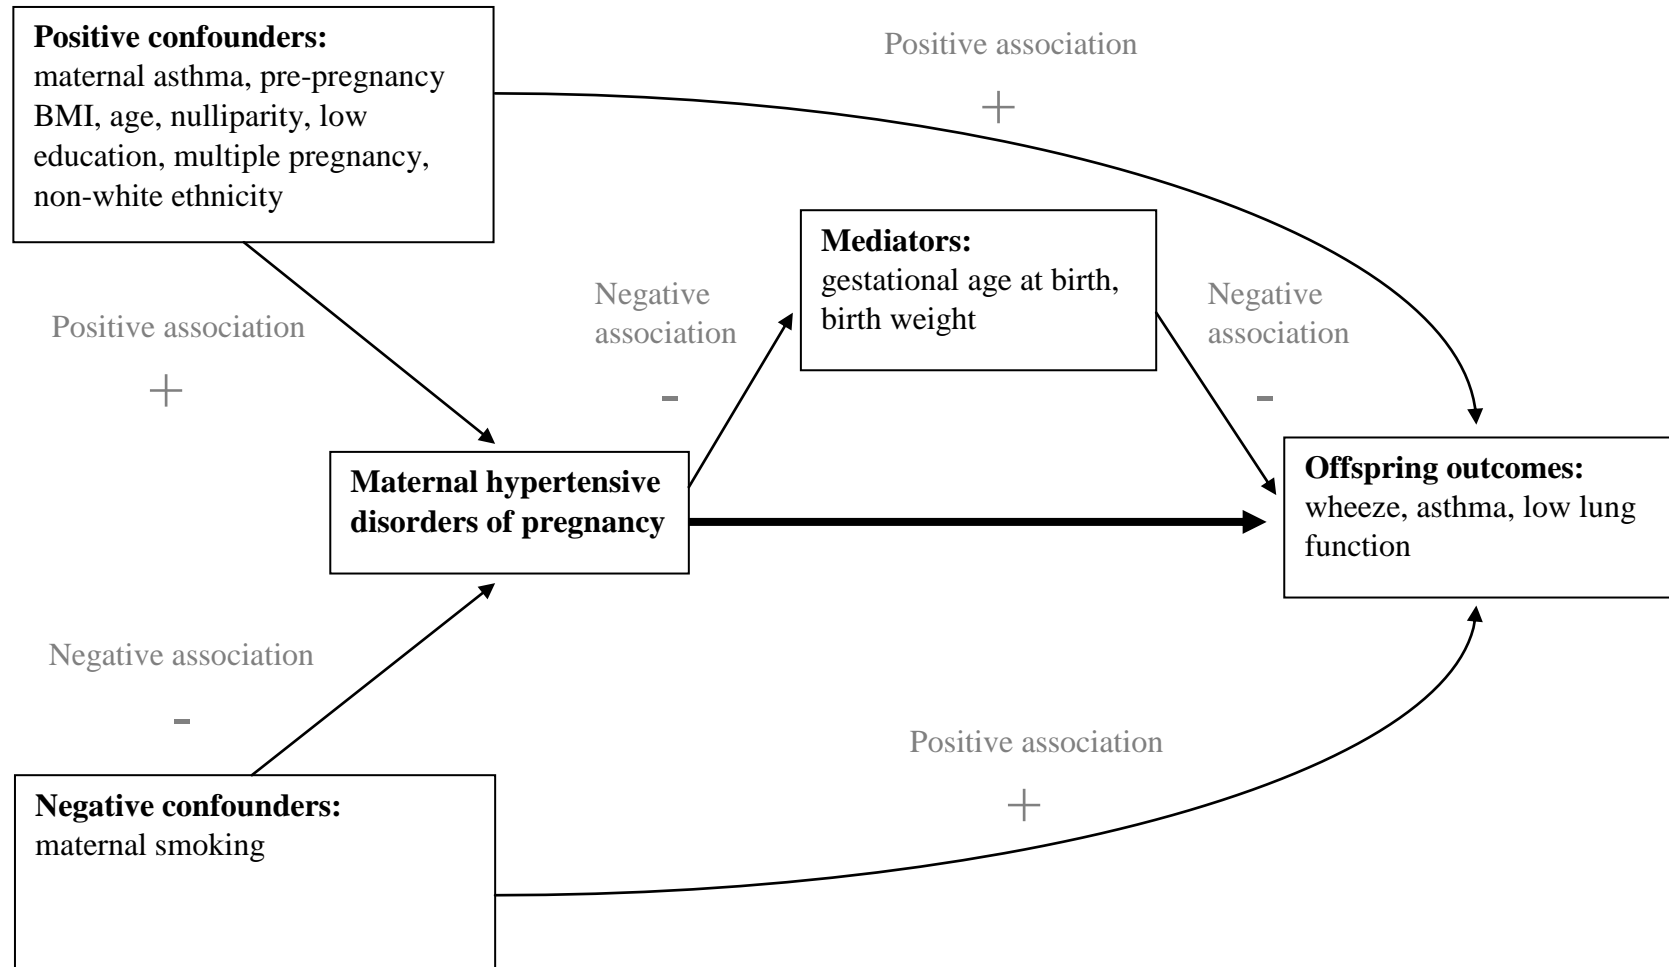 Positive confounders:
maternal asthma, pre-pregnancy
BMI, age, nulliparity, low
education, multiple pregnancy,
non-white ethnicity
Positive association
+
Mediators:
gestational age at birth,
birth weight
Negative
association
-
Negative
association
-
Positive association
+
Maternal hypertensive
disorders of pregnancy
Offspring outcomes:
wheeze, asthma, low lung
function
Negative association
-
Positive association
+
Negative confounders:
maternal smoking